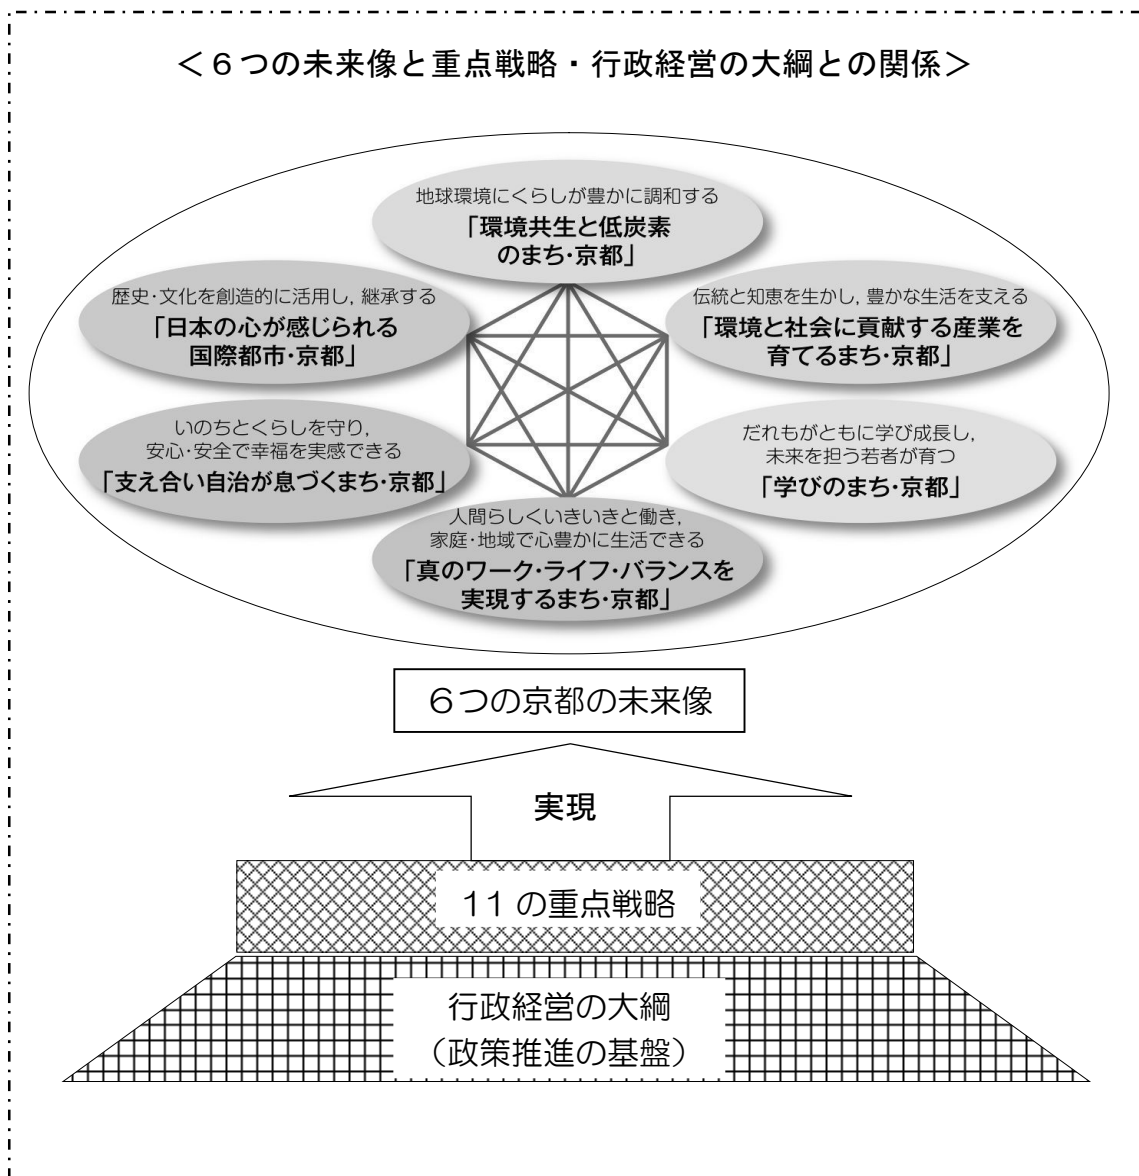 ＜６つの未来像と重点戦略・行政経営の大綱との関係＞
地球環境にくらしが豊かに調和する
「環境共生と低炭素
のまち・京都」
歴史・文化を創造的に活用し，継承する
「日本の心が感じられる
国際都市・京都」
伝統と知恵を生かし，豊かな生活を支える
「環境と社会に貢献する産業を
育てるまち・京都」
いのちとくらしを守り，
安心・安全で幸福を実感できる
「支え合い自治が息づくまち・京都」
だれもがともに学び成長し，
未来を担う若者が育つ
「学びのまち・京都」
人間らしくいきいきと働き，
家庭・地域で心豊かに生活できる
「真のワーク・ライフ・バランスを
実現するまち・京都」
６つの京都の未来像
実現
11 の重点戦略
行政経営の大綱
（政策推進の基盤）